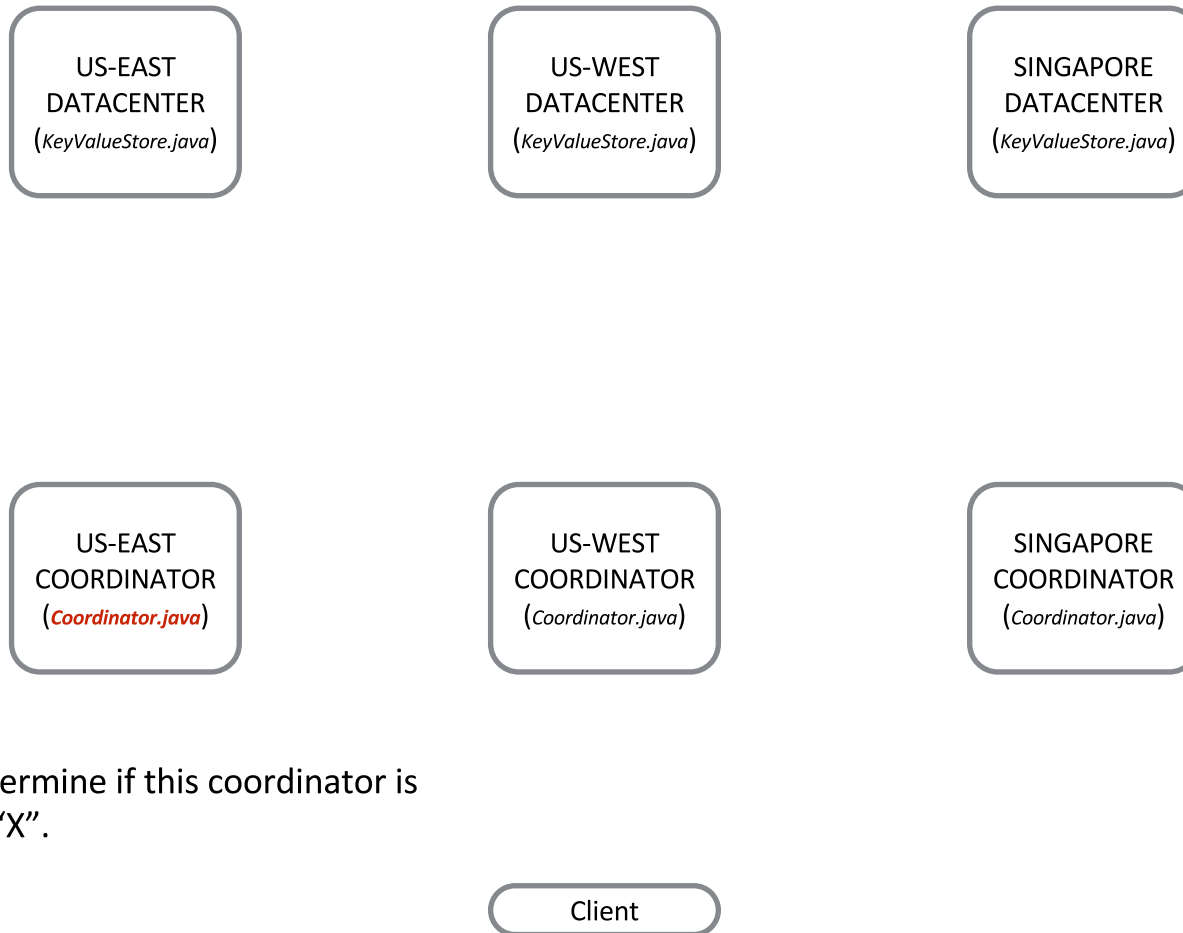 US-EAST
DATACENTER
(KeyValueStore.java)
US-WEST
DATACENTER
(KeyValueStore.java)
SINGAPORE
DATACENTER
(KeyValueStore.java)
US-EAST
COORDINATOR
(Coordinator.java)
US-WEST
COORDINATOR
(Coordinator.java)
SINGAPORE
COORDINATOR
(Coordinator.java)
ermine if this coordinator is
“X”.
Client